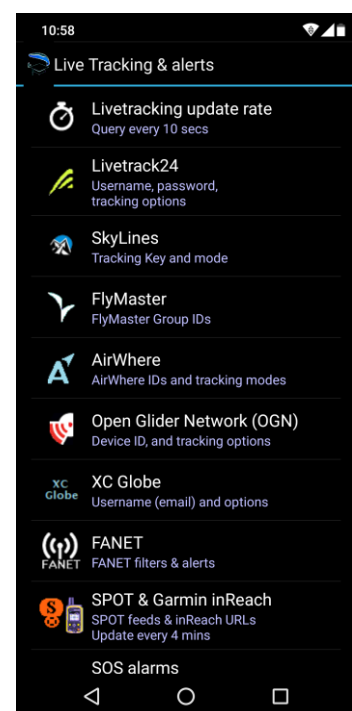 10:58
Live Tracking & alerts
Livetracking update rate
Query every 10 secs
Livetrack24
Username, password,
tracking options
SkyLines
Tracking Key and mode
FlyMaster
FlyMaster Group IDs
AirWhere
AirWhere IDs and tracking modes
Open Glider Network (OGN)
Device ID, and tracking options
XC
Globe
XC Globe
Username (email) and options
FANET
FANET
FANET filters & alerts
S
SPOT & Garmin inReach
SPOT feeds & inReach URLs
Update every 4 mins
SOS alarms